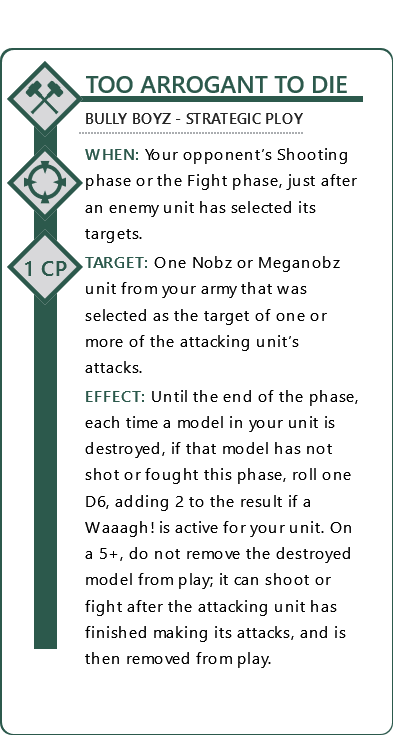 TOO ARROGANT TO DIE
BULLY BOYZ - STRATEGIC PLOY
WHEN: Your opponent's Shooting
phase or the Fight phase, just after
an enemy unit has selected its
targets.
1 CP
TARGET: One Nobz or Meganobz
unit from your army that was
selected as the target of one or
more of the attacking unit's
attacks.
EFFECT: Until the end of the phase,
each time a model in your unit is
destroyed, if that model has not
shot or fought this phase, roll one
D6, adding 2 to the result if a
Waaagh! is active for your unit. On
a 5+, do not remove the destroyed
model from play; it can shoot or
fight after the attacking unit has
finished making its attacks, and is
then removed from play.